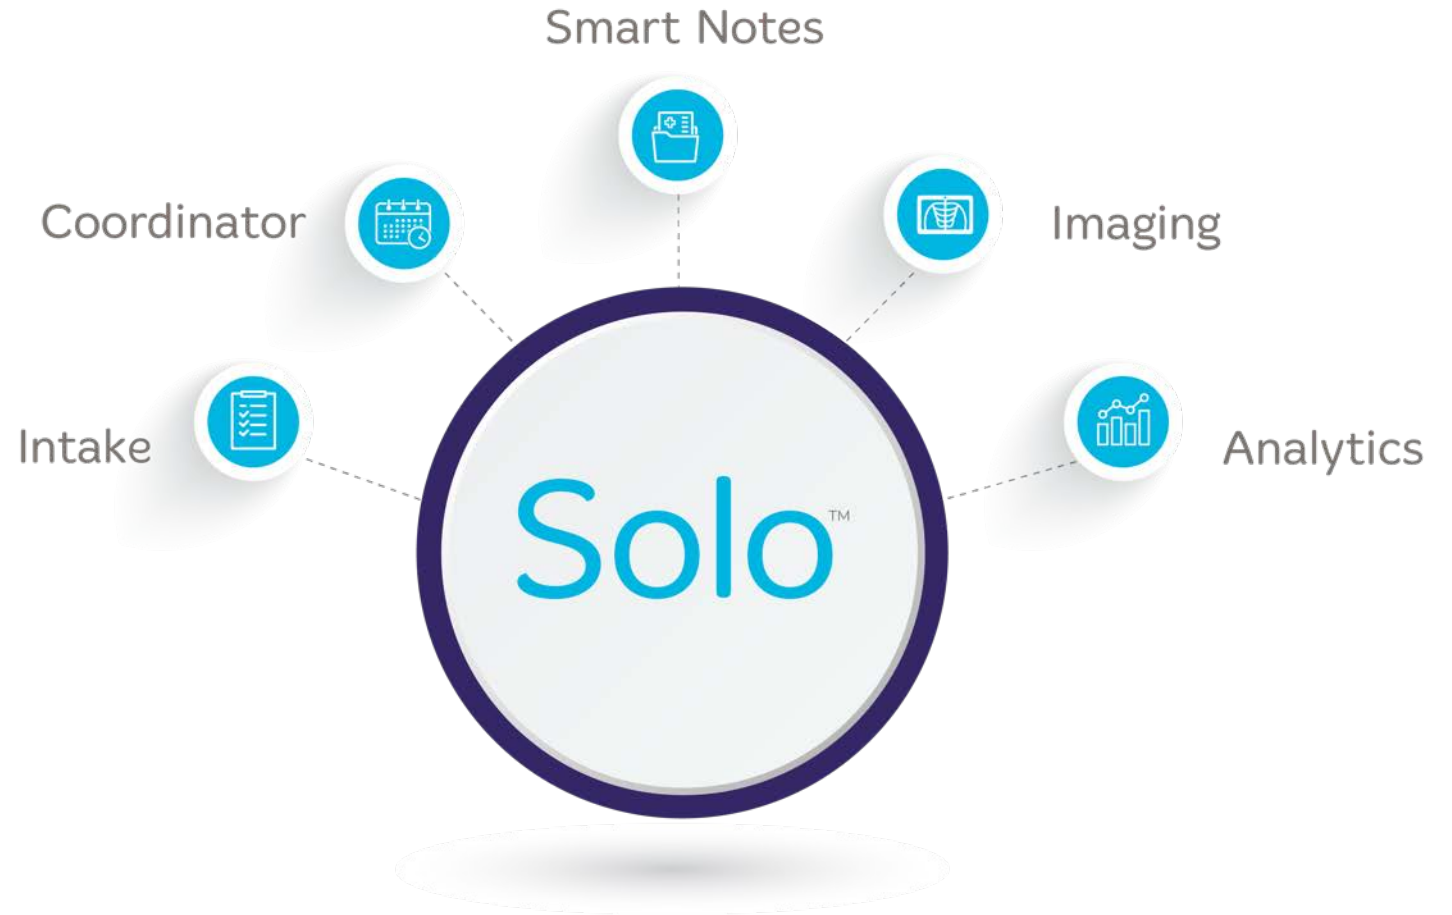 Smart Notes
Coordinator
Imaging
Intake
Analytics
Solo™